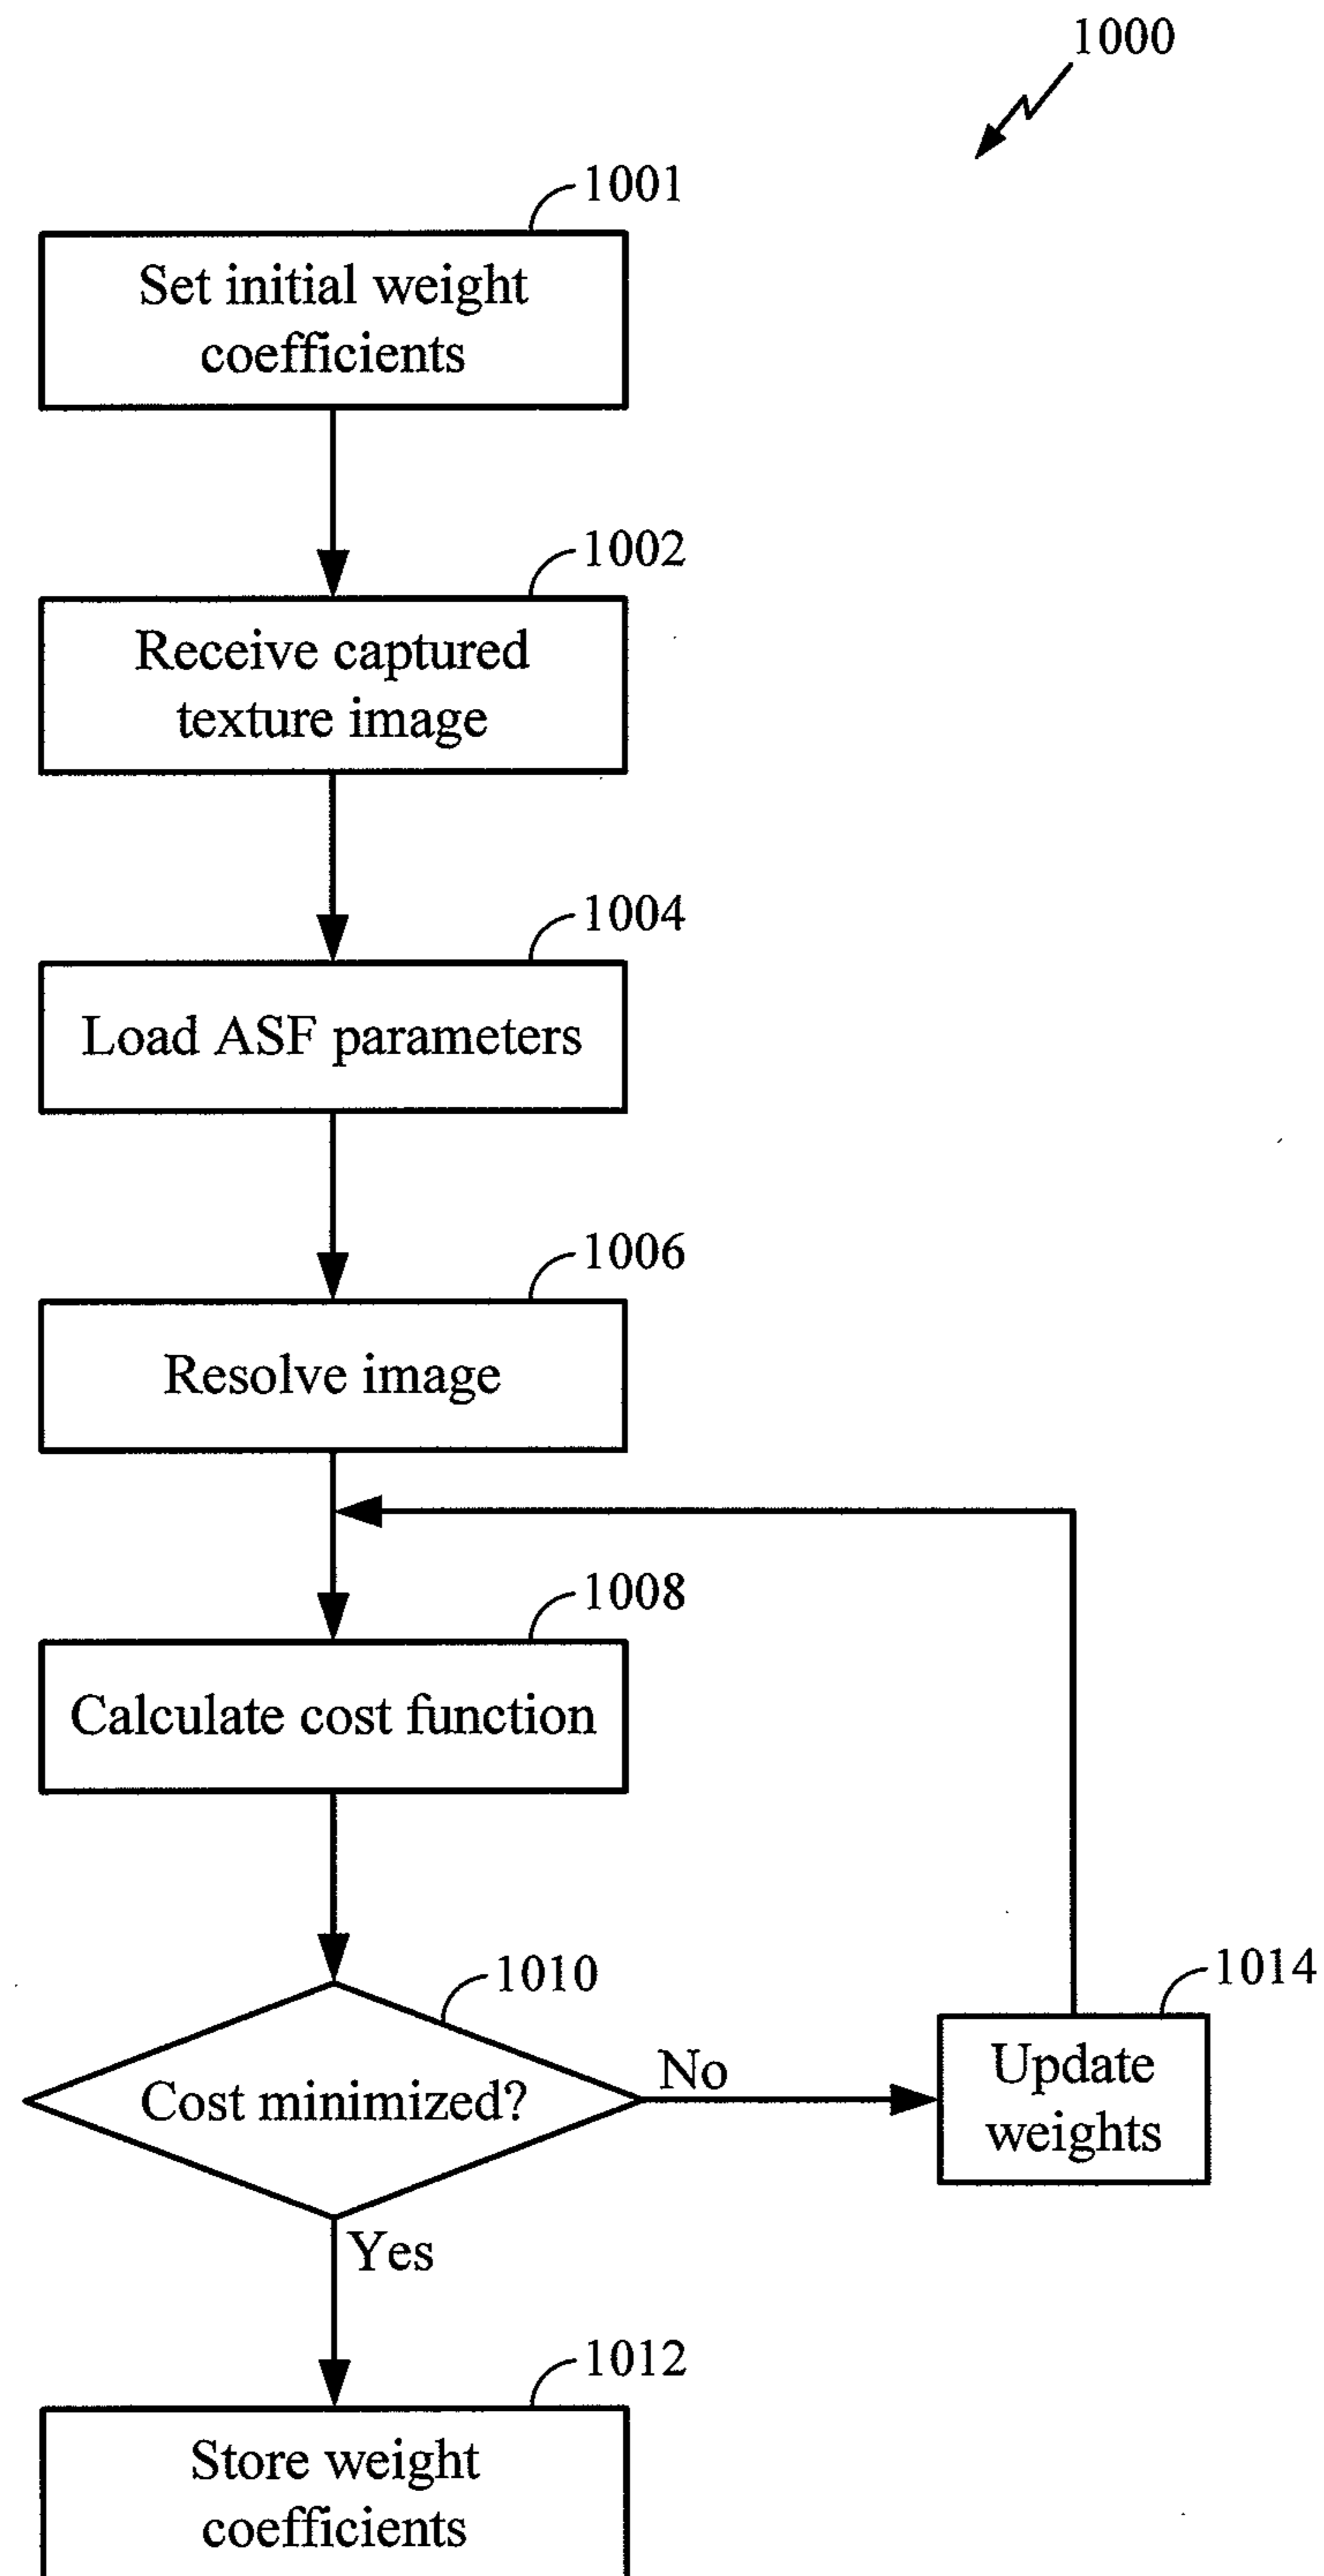 1000
1001
Set initial weight
coefficients
1002
Receive captured
texture image
1004
Load ASF parameters
1006
Resolve image
1008
Calculate cost function
1010
Cost minimized?
No
1014
Update
weights
Yes
1012
Store weight
coefficients